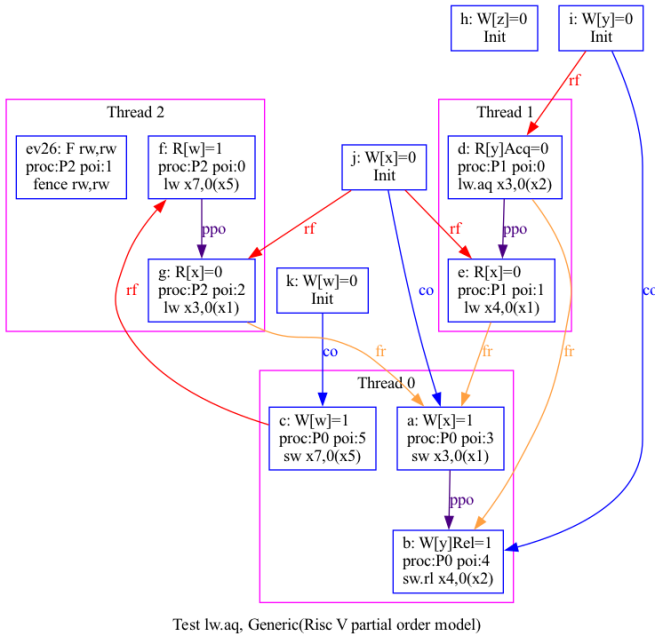 h: W[z]=0
Init
i: W[y]=0
Init
rf
Thread 2
ev26: F rw,rw
proc:P2 poi:1
fence rw,rw
f: R[w]=1
proc:P2 poi:0
lw x7,0(x5)
j: W[x]=0
Init
Thread 1
d: R[y]Acq=0
proc:P1 poi:0
lw.aq x3,0(x2)
ppo
rf
rf
ppo
g: R[x]=0
proc:P2 poi:2
lw x3,0(x1)
k: W[w]=0
Init
e: R[x]=0
proc:P1 poi:1
lw x4,0(x1)
rf
co
co
co
fr
fr
fr
Thread 0
c: W[w]=1
proc:P0 poi:5
sw x7,0(x5)
a: W[x]=1
proc:P0 poi:3
sw x3,0(x1)
ppo
b: W[y]Rel=1
proc:P0 poi:4
sw.rl x4,0(x2)
Test lw.aq, Generic(Risc V partial order model)